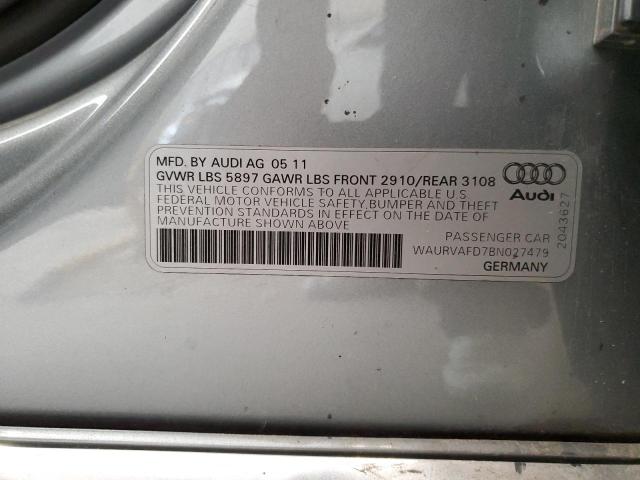 MFD. BY AUDI AG 05 11
GVWR LBS 5897 GAWR LBS FRONT 2910/REAR 3108
THIS VEHICLE CONFORMS TO ALL APPLICABLE U.S.
FEDERAL MOTOR VEHICLE SAFETY,BUMPER AND THEFT
PREVENTION STANDARDS IN EFFECT ON THE DATE OF
MANUFACTURE SHOWN ABOVE
Audi
2043627
PASSENGER CAR
WAURVAFD7BN027479
GERMANY